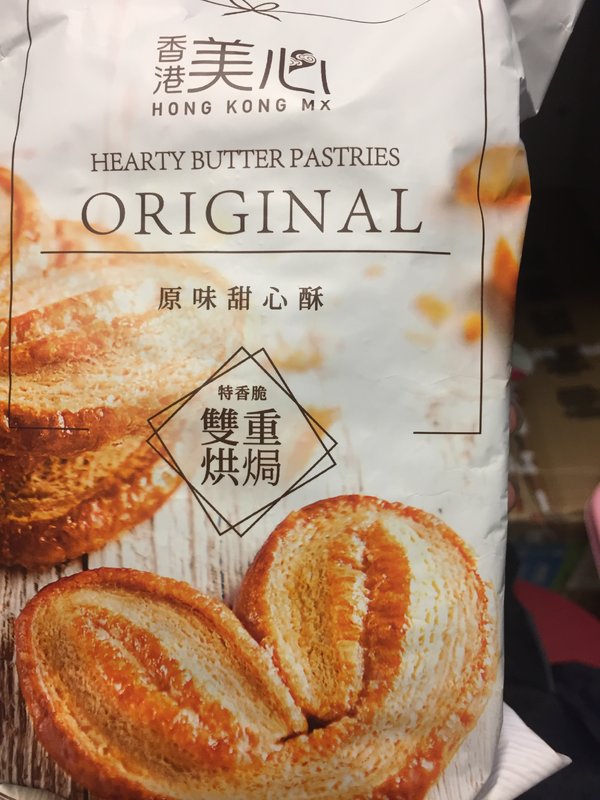 香港美心
HONG KONG MX
HEARTY BUTTER PASTRIES
ORIGINAL
原味甜心酥
特香脆
雙重
烘焗